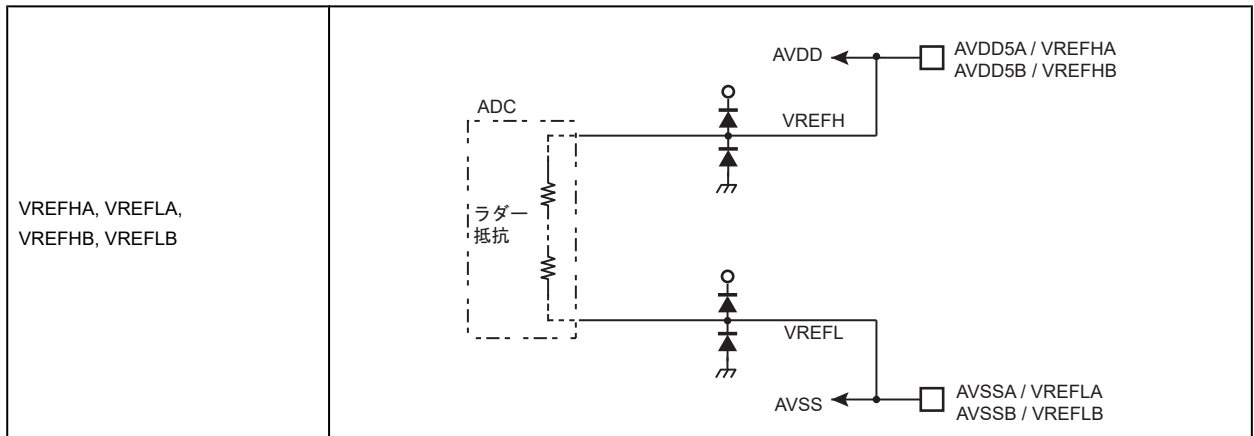 VREFHA, VREFLA,
VREFHB, VREFLB
AVDD
AVDD5A / VREFHA
AVDD5B / VREFHB
ADC
VREFH
ラダー
抵抗
VREFL
AVSS
AVSSA / VREFLA
AVSSB / VREFLB